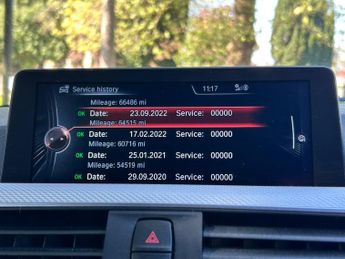 Service history
11:17
Mileage: 66486 mi
OK Date: 23.09.2022 Service: 00000
Mileage: 64515 mi
OK Date: 17.02.2022 Service: 00000
Mileage: 60716 mi
OK Date: 25.01.2021 Service: 00000
Mileage: 54519 mi
OK Date: 29.09.2020 Service: 00000